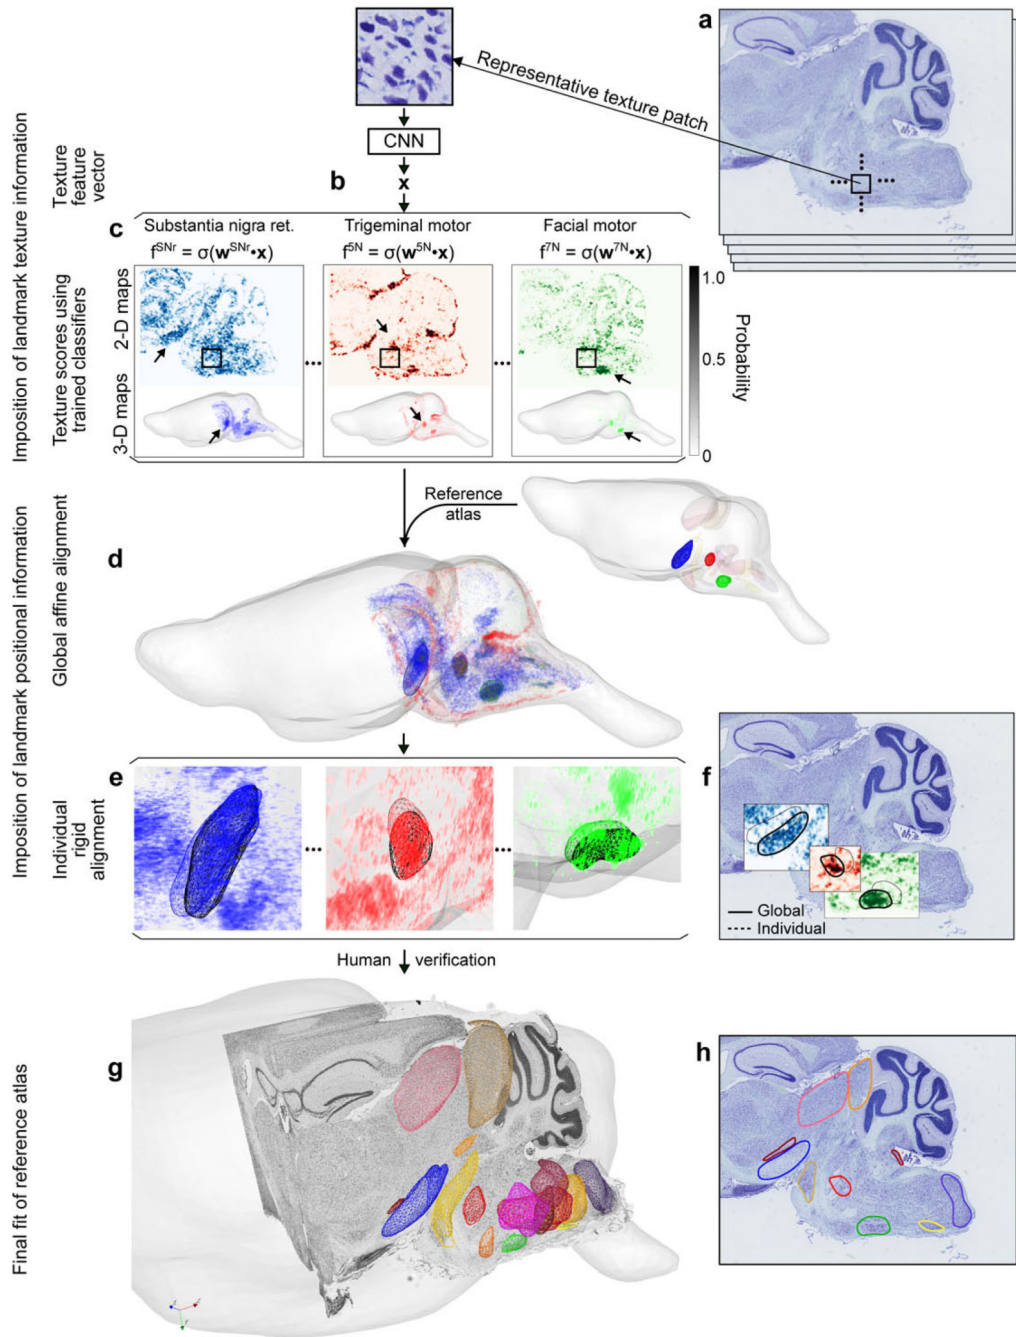 a
Representative texture patch
CNN
b
x
Imposition of landmark texture information
Texture
feature
vector
c
Substantia nigra ret.
Trigeminal motor
Facial motor
f^SNr = σ(w^SNr•x)
f^5N = σ(w^5N•x)
f^7N = σ(w^7N•x)
Texture scores using
trained classifiers
2-D maps
3-D maps
1.0
0.5
0
Probability
Reference
atlas
d
Imposition of landmark positional information
Global affine alignment
e
Individual
rigid
alignment
f
Global
Individual
Human verification
g
Final fit of reference atlas
h